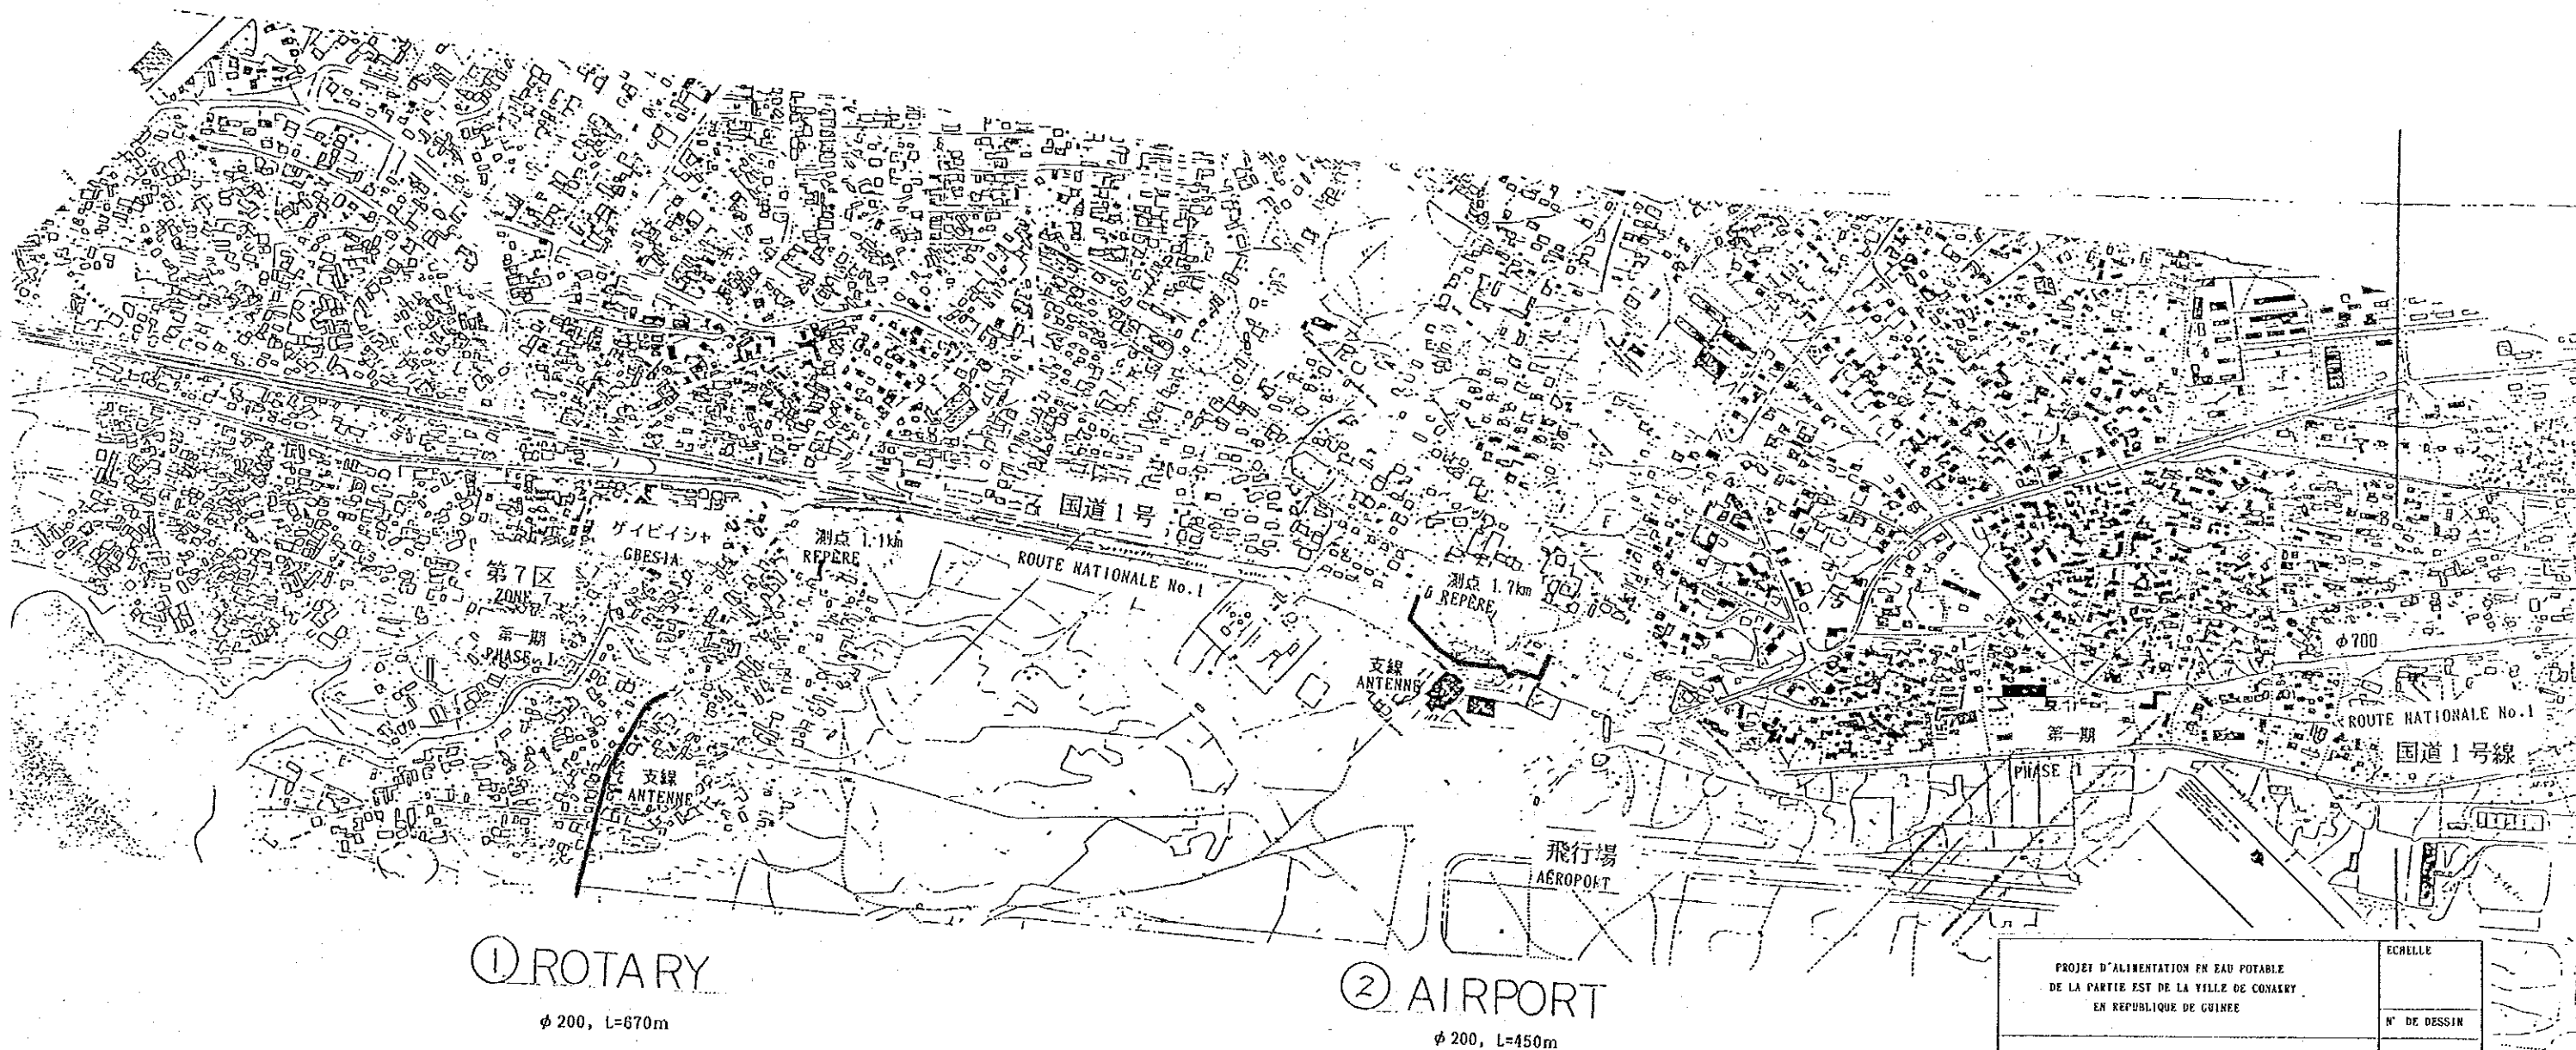 国道1号
ROUTE NATIONALE No.1
ゲイビイシャ
GBESIA
測点 1.1km
REPÈRE
第7区
ZONE 7
第一期
PHASE I
支線
ANTENNE
測点 1.7km
REPÈRE
支線
ANTENNE
φ700
ROUTE NATIONALE No.1
国道1号線
第一期
PHASE I
飛行場
AÉROPORT
① ROTARY
φ200, L=670m
② AIRPORT
φ200, L=450m
PROJET D'ALIMENTATION EN EAU POTABLE
DE LA PARTIE EST DE LA VILLE DE CONAKRY
EN REPUBLIQUE DE GUINEE
ECHELLE
N° DE DESSIN